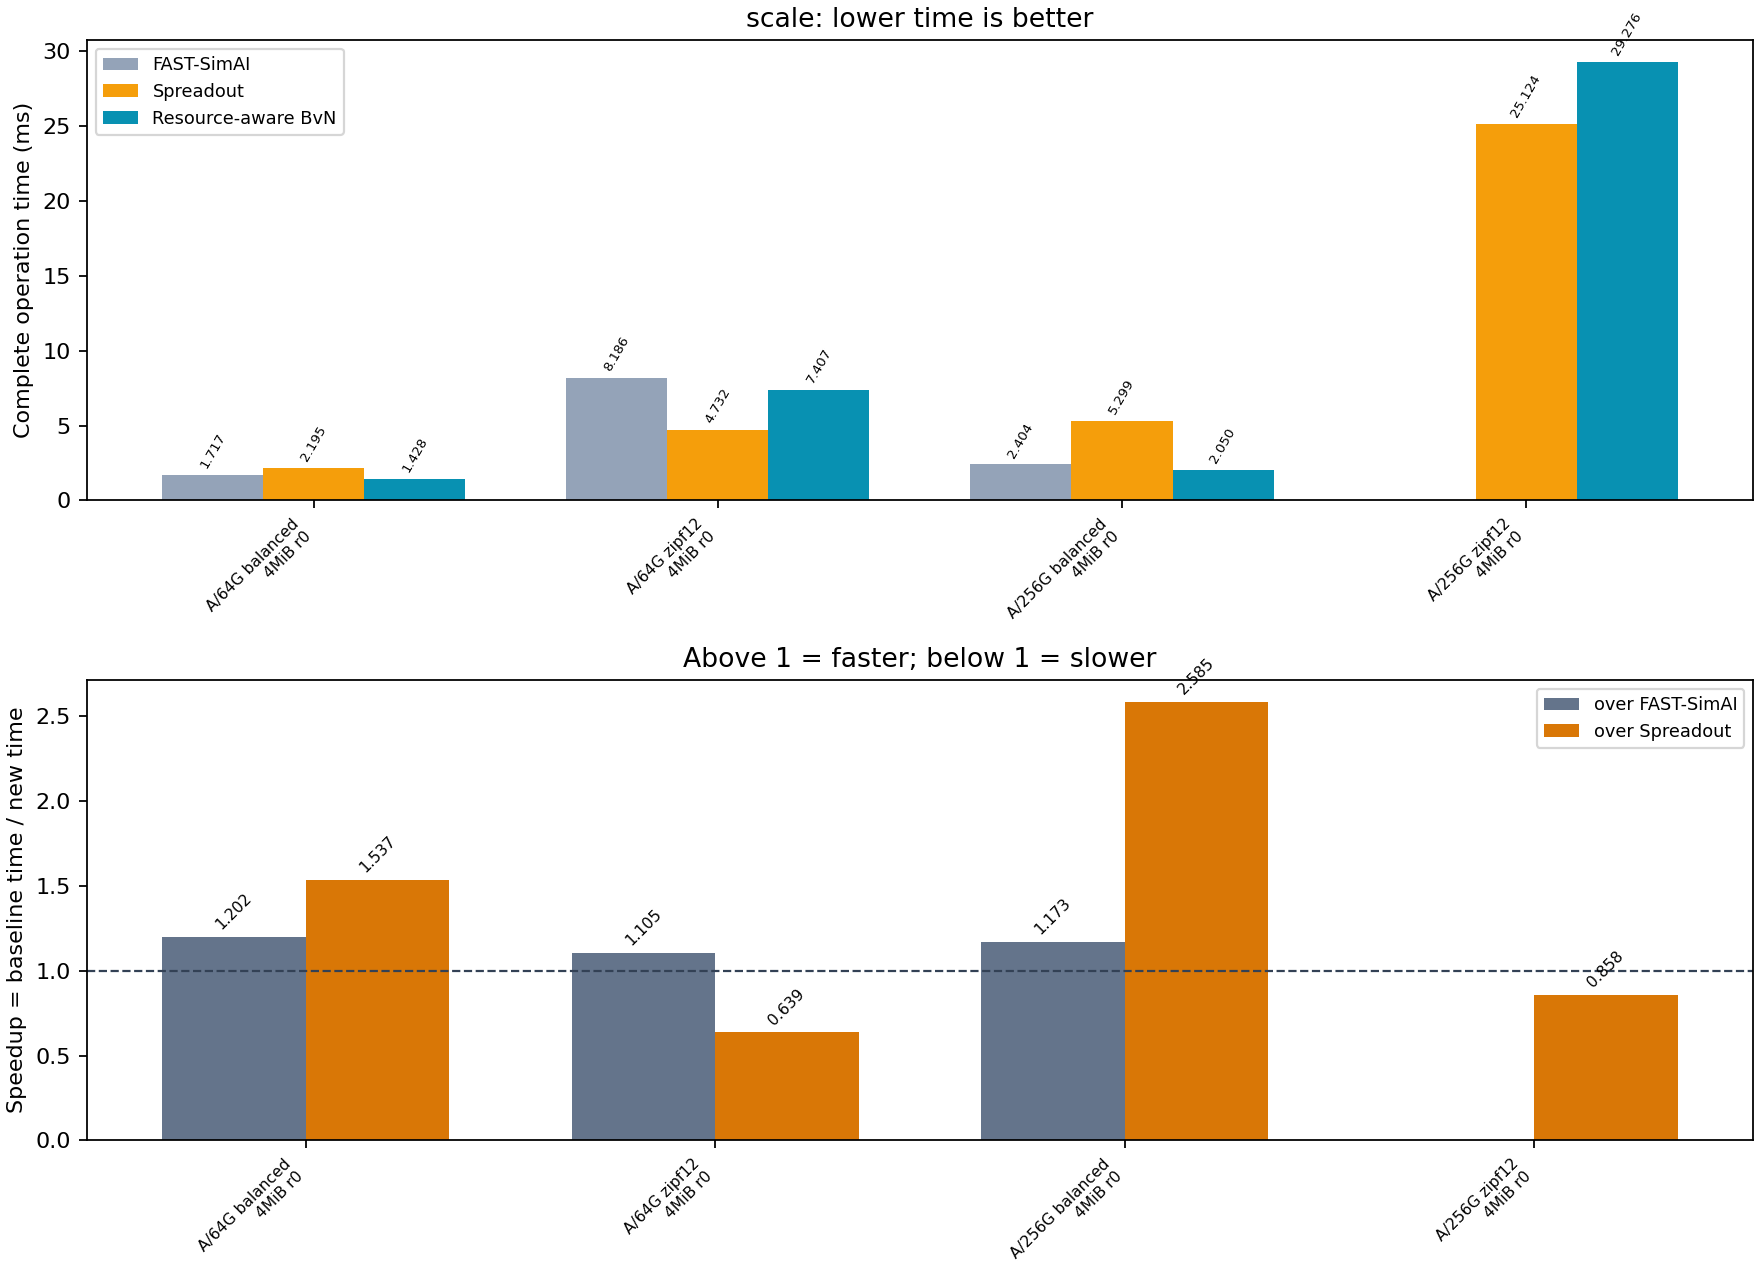 scale: lower time is better
Complete operation time (ms)
30
25
20
15
10
5
0
FAST-SimAI
Spreadout
Resource-aware BvN
1.717
2.195
1.428
8.186
4.732
7.407
2.404
5.299
2.050
25.124
29.276
A/64G balanced
4MiB r0
A/64G zipf12
4MiB r0
A/256G balanced
4MiB r0
A/256G zipf12
4MiB r0
Above 1 = faster; below 1 = slower
Speedup = baseline time / new time
2.5
2.0
1.5
1.0
0.5
0.0
over FAST-SimAI
over Spreadout
1.202
1.537
1.105
0.639
1.173
2.585
0.858
A/64G balanced
4MiB r0
A/64G zipf12
4MiB r0
A/256G balanced
4MiB r0
A/256G zipf12
4MiB r0